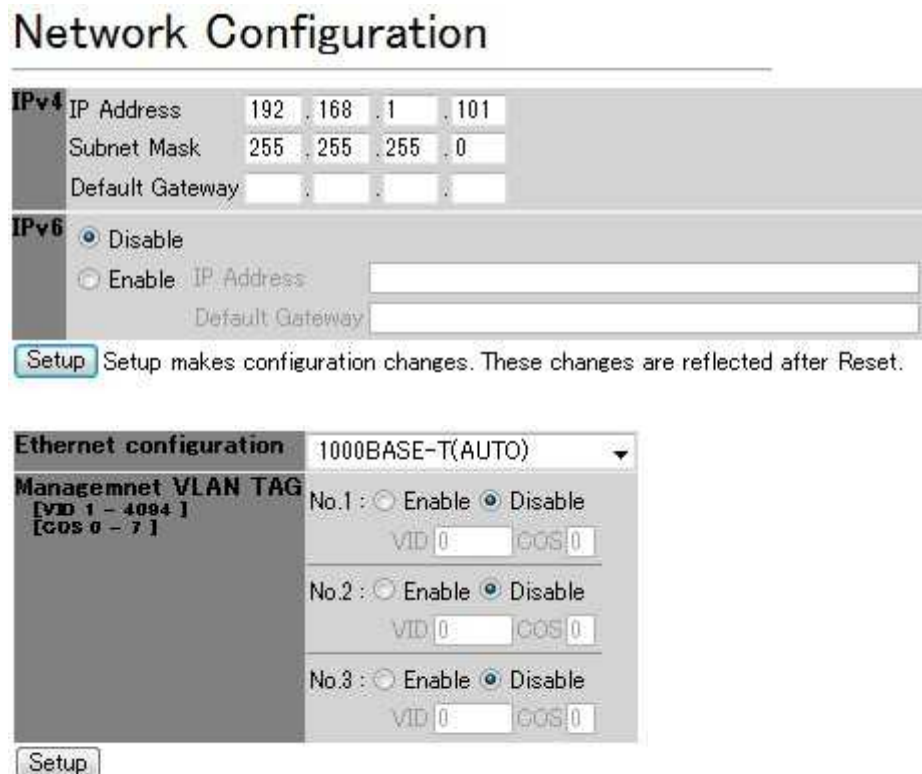 Network Configuration
IPv4 IP Address 192 . 168 . 1 . 101
Subnet Mask 255 . 255 . 255 . 0
Default Gateway . . .
IPv6 Disable
Enable IP Address
Default Gateway
Setup Setup makes configuration changes. These changes are reflected after Reset.
Ethernet configuration 1000BASE-T(AUTO)
Managemnet VLAN TAG No.1 : Enable Disable
[VID 1 - 4094 ]
[COS 0 - 7 ]
VID 0 COS 0
No.2 : Enable Disable
VID 0 COS 0
No.3 : Enable Disable
VID 0 COS 0
Setup